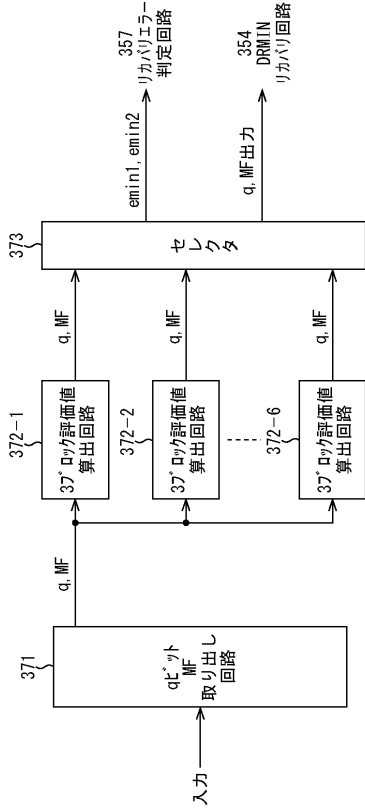 入力
371
qビット
MF
取り出し
回路
q,MF
372-1
3ブロック評価値
算出回路
q,MF
372-2
3ブロック評価値
算出回路
q,MF
372-6
3ブロック評価値
算出回路
q,MF
373
セレクタ
emin1,emin2
357
リカバリエラー
判定回路
q,MF出力
354
DRMIN
リカバリ回路